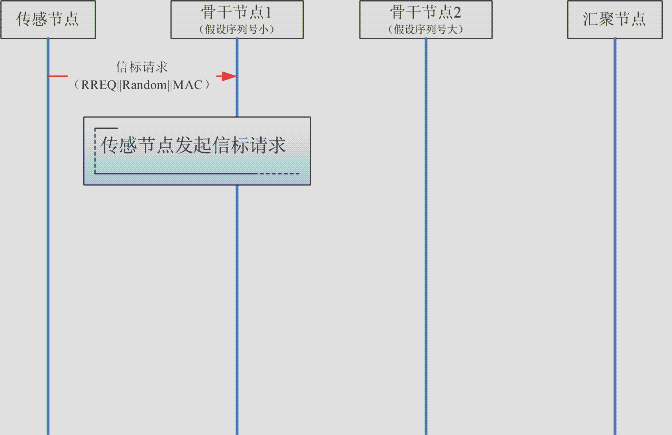 传感节点
骨干节点1
（假设序列号小）
骨干节点2
（假设序列号大）
汇聚节点
信标请求
（RREQ||Random||MAC）
传感节点发起信标请求